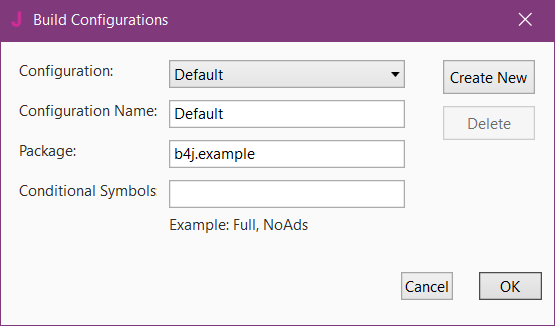 J Build Configurations
Configuration: Default Create New
Configuration Name: Default Delete
Package: b4j.example
Conditional Symbols
Example: Full, NoAds
Cancel OK